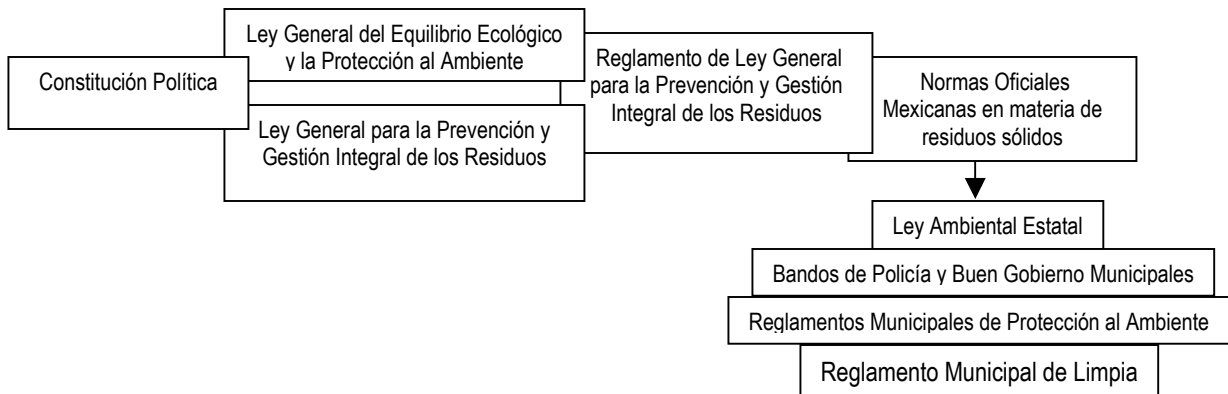 Constitución Política
Ley General del Equilibrio Ecológico
y la Protección al Ambiente
Ley General para la Prevención y
Gestión Integral de los Residuos
Reglamento de Ley General
para la Prevención y Gestión
Integral de los Residuos
Normas Oficiales
Mexicanas en materia de
residuos sólidos
Ley Ambiental Estatal
Bandos de Policía y Buen Gobierno Municipales
Reglamentos Municipales de Protección al Ambiente
Reglamento Municipal de Limpia